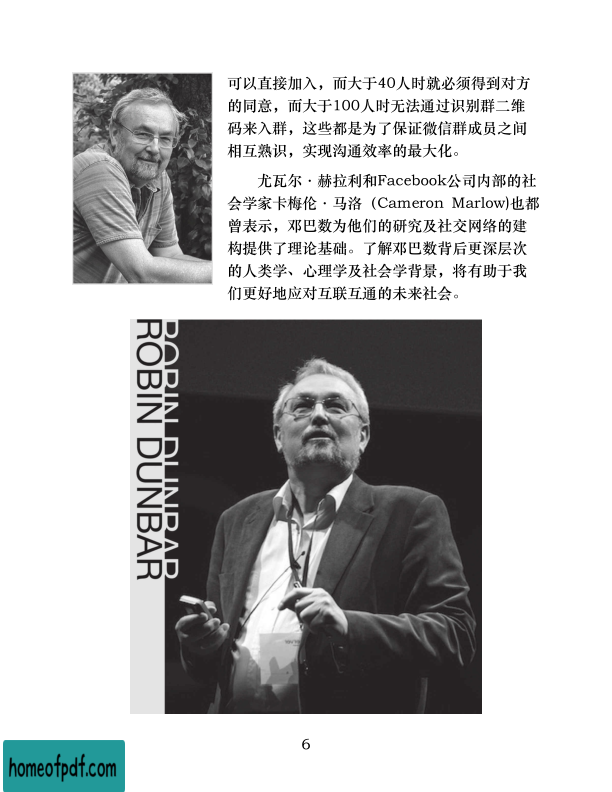 可以直接加入，而大于40人时就必须得到对方
的同意，而大于100人时无法通过识别群二维
码来入群，这些都是为了保证微信群成员之间
相互熟识，实现沟通效率的最大化。
尤瓦尔·赫拉利和Facebook公司内部的社
会学家卡梅伦·马洛（Cameron Marlow)也都
曾表示，邓巴数为他们的研究及社交网络的建
构提供了理论基础。了解邓巴数背后更深层次
的人类学、心理学及社会学背景，将有助于我
们更好地应对互联互通的未来社会。
ROBIN DUNBAR
ROBIN DUNBAR
6
homeofpdf.com